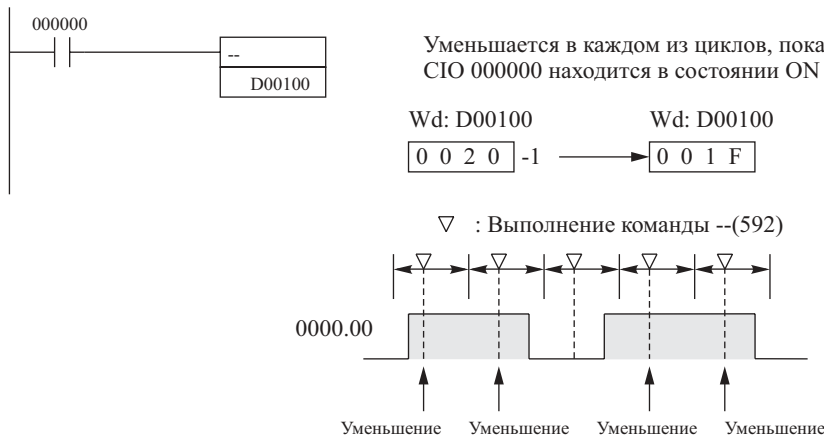 000000
--
D00100
Уменьшается в каждом из циклов, пока
CIO 000000 находится в состоянии ON
Wd: D00100
Wd: D00100
0 0 2 0 -1
0 0 1 F
: Выполнение команды --(592)
0000.00
Уменьшение Уменьшение Уменьшение Уменьшение